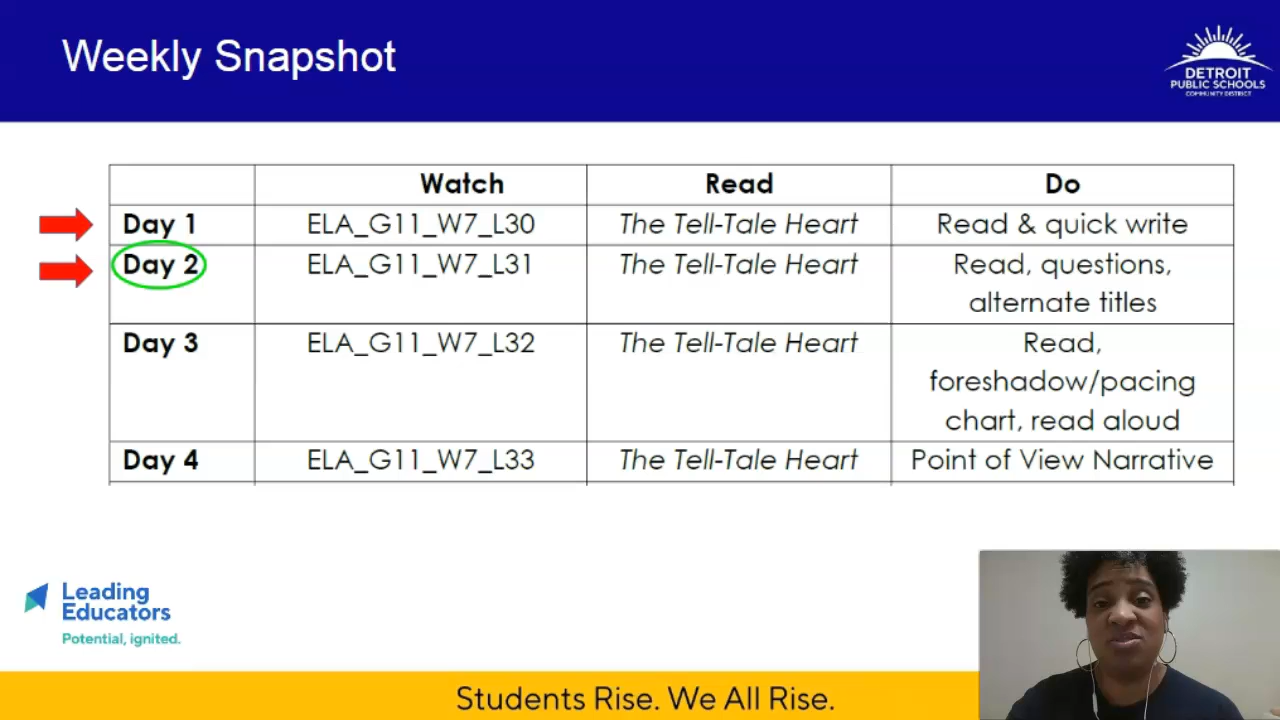 Weekly Snapshot
DETROIT
PUBLIC SCHOOLS
COMMUNITY DISTRICT
Watch Read Do
Day 1 ELA_G11_W7_L30 The Tell-Tale Heart Read & quick write
Day 2 ELA_G11_W7_L31 The Tell-Tale Heart Read, questions,
alternate titles
Day 3 ELA_G11_W7_L32 The Tell-Tale Heart Read,
foreshadow/pacing
chart, read aloud
Day 4 ELA_G11_W7_L33 The Tell-Tale Heart Point of View Narrative
Leading
Educators
Potential, ignited.
Students Rise. We All Rise.